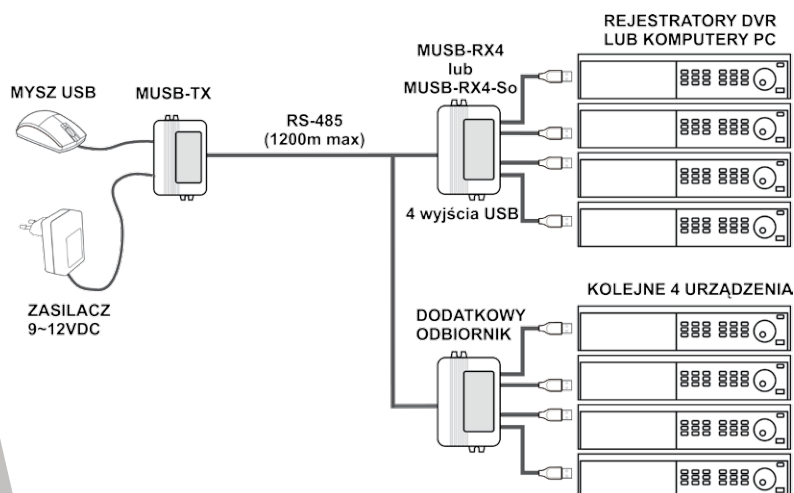 REJESTRATORY DVR
LUB KOMPUTERY PC
MUSB-RX4
lub
MUSB-RX4-So
MYSZ USB
MUSB-TX
RS-485
(1200m max)
4 wyjścia USB
ZASILACZ
9~12VDC
KOLEJNE 4 URZĄDZENIA
DODATKOWY
ODBIORNIK